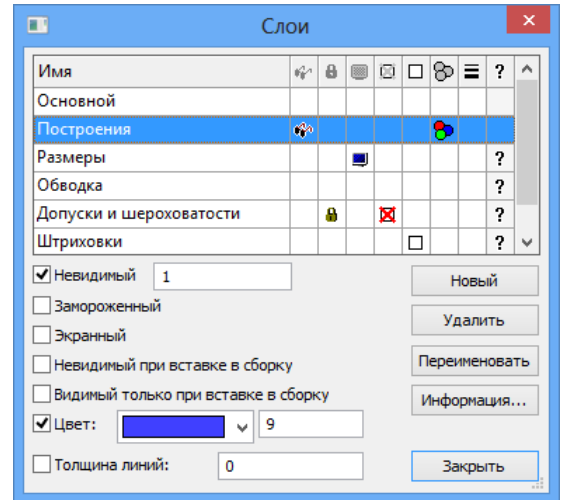 Слои
Имя ?
Основной
Построения
Размеры ?
Обводка ?
Допуски и шероховатости ?
Штриховки ?
Невидимый 1
Новый
Замороженный
Удалить
Экранный
Невидимый при вставке в сборку
Переименовать
Видимый только при вставке в сборку
Информация...
Цвет: 9
Толщина линий: 0
Закрыть